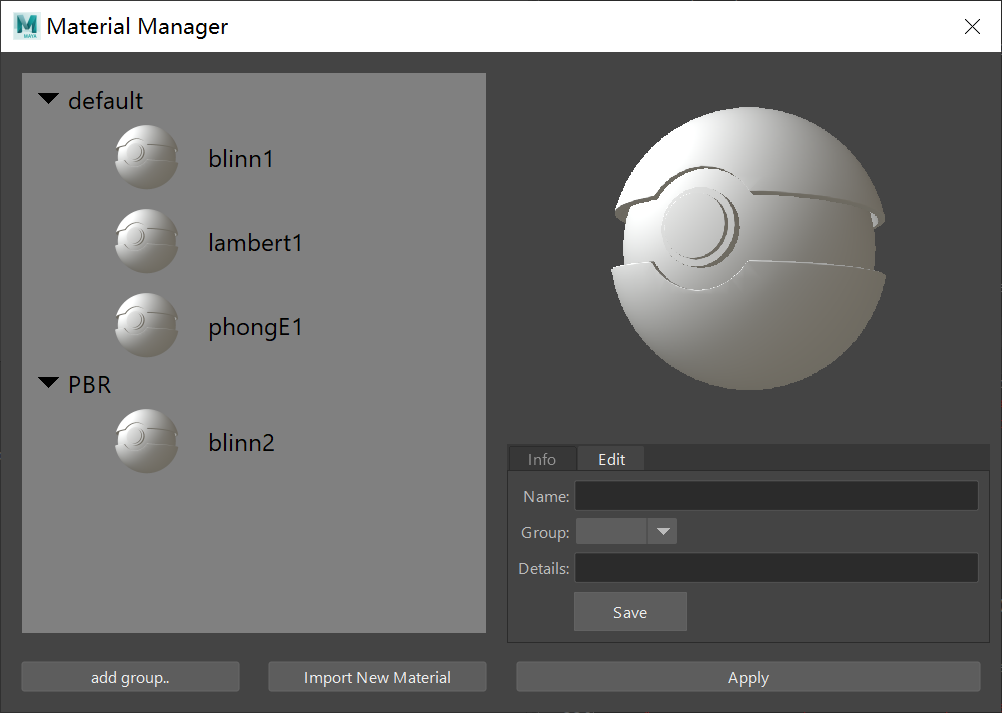 Material Manager
default
blinn1
lambert1
phongE1
PBR
blinn2
Info Edit
Name:
Group:
Details:
Save
add group..
Import New Material
Apply